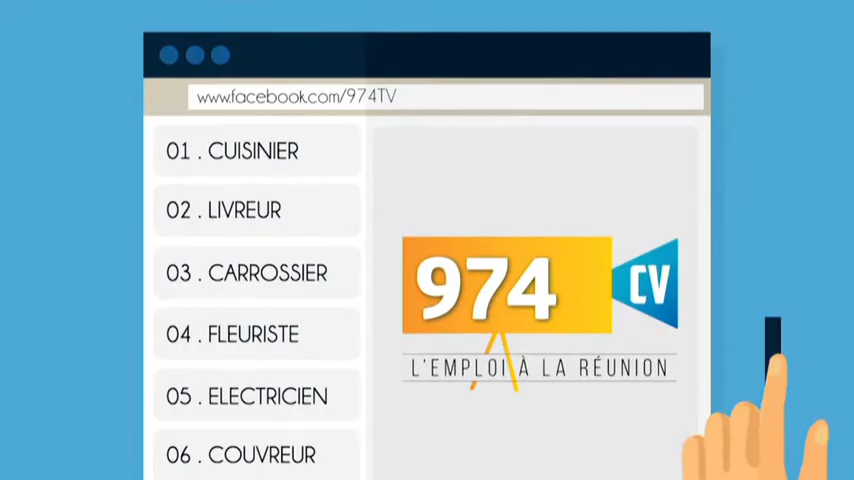 www.facebook.com/974TV
01 . CUISINIER
02 . LIVREUR
03 . CARROSSIER
04 . FLEURISTE
05 . ELECTRICIEN
06 . COUVREUR
974 CV
L'EMPLOI À LA RÉUNION